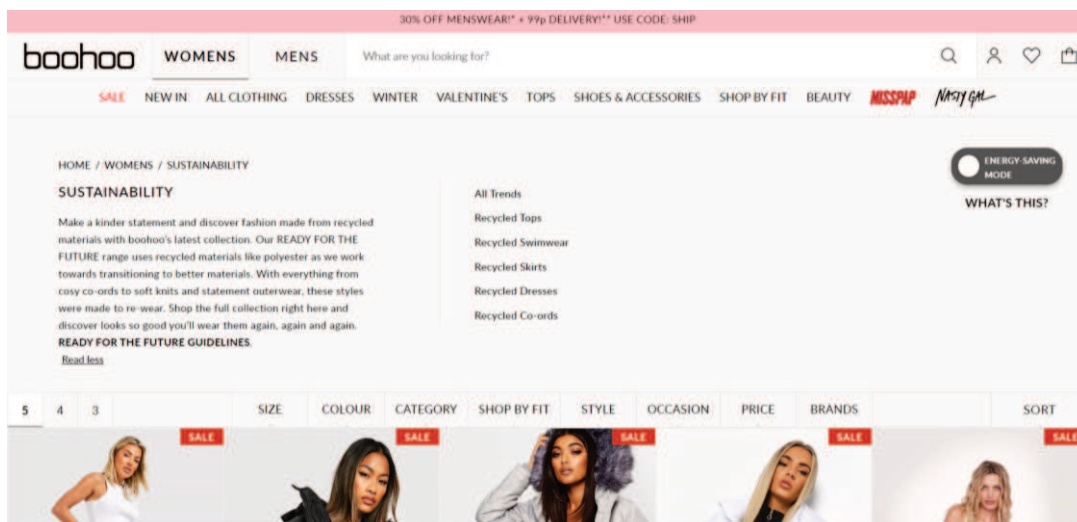 30% OFF MENSWEAR!* + 99p DELIVERY!** USE CODE: SHIP
boohoo WOMENS MENS What are you looking for?
SALE NEW IN ALL CLOTHING DRESSES WINTER VALENTINE'S TOPS SHOES & ACCESSORIES SHOP BY FIT BEAUTY MISSPAP NASTY GAL
HOME / WOMENS / SUSTAINABILITY
SUSTAINABILITY
Make a kinder statement and discover fashion made from recycled
materials with boohoo's latest collection. Our READY FOR THE
FUTURE range uses recycled materials like polyester as we work
towards transitioning to better materials. With everything from
cosy co-ords to soft knits and statement outerwear, these styles
were made to re-wear. Shop the full collection right here and
discover looks so good you'll wear them again, again and again.
READY FOR THE FUTURE GUIDELINES.
Read less
All Trends
Recycled Tops
Recycled Swimwear
Recycled Skirts
Recycled Dresses
Recycled Co-ords
ENERGY-SAVING
MODE
WHAT'S THIS?
5 4 3 SIZE COLOUR CATEGORY SHOP BY FIT STYLE OCCASION PRICE BRANDS SORT
SALE SALE SALE SALE SALE